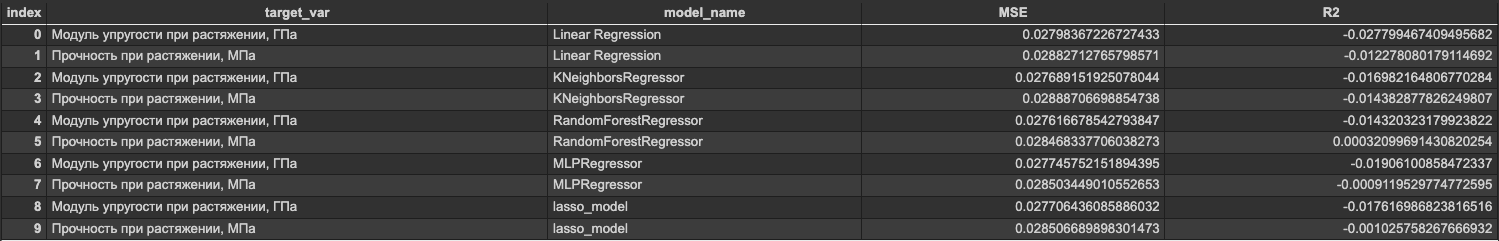 index target_var model_name MSE R2
0 Модуль упругости при растяжении, ГПа Linear Regression 0.02798367226727433 -0.027799467409495682
1 Прочность при растяжении, МПа Linear Regression 0.02882712765798571 -0.012278080179114692
2 Модуль упругости при растяжении, ГПа KNeighborsRegressor 0.027689151925078044 -0.016982164806770284
3 Прочность при растяжении, МПа KNeighborsRegressor 0.02888706698854738 -0.014382877826249807
4 Модуль упругости при растяжении, ГПа RandomForestRegressor 0.027616678542793847 -0.014320323179923822
5 Прочность при растяжении, МПа RandomForestRegressor 0.028468337706038273 0.00032099691430820254
6 Модуль упругости при растяжении, ГПа MLPRegressor 0.027745752151894395 -0.01906100858472337
7 Прочность при растяжении, МПа MLPRegressor 0.028503449010552653 -0.0009119529774772595
8 Модуль упругости при растяжении, ГПа lasso_model 0.027706436085886032 -0.017616986823816516
9 Прочность при растяжении, МПа lasso_model 0.028506689898301473 -0.001025758267666932